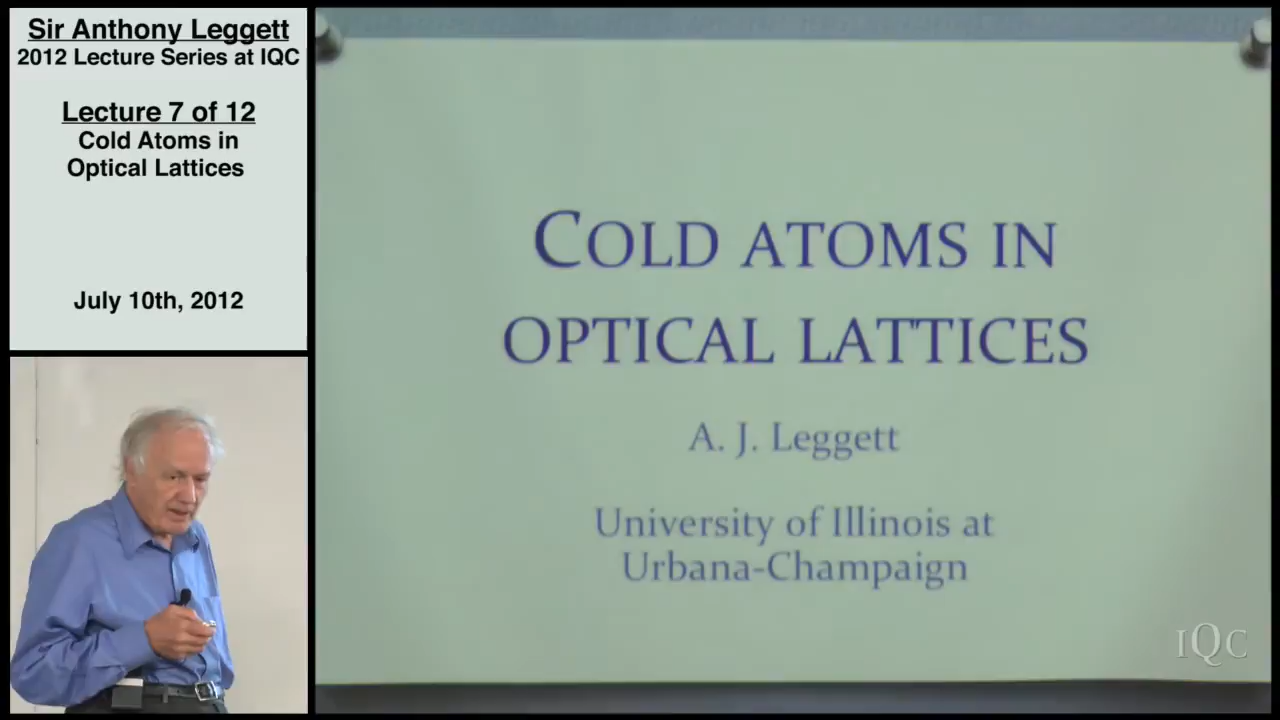 Sir Anthony Leggett
2012 Lecture Series at IQC
Lecture 7 of 12
Cold Atoms in
Optical Lattices
July 10th, 2012
COLD ATOMS IN
OPTICAL LATTICES
A. J. Leggett
University of Illinois at
Urbana-Champaign
IQC